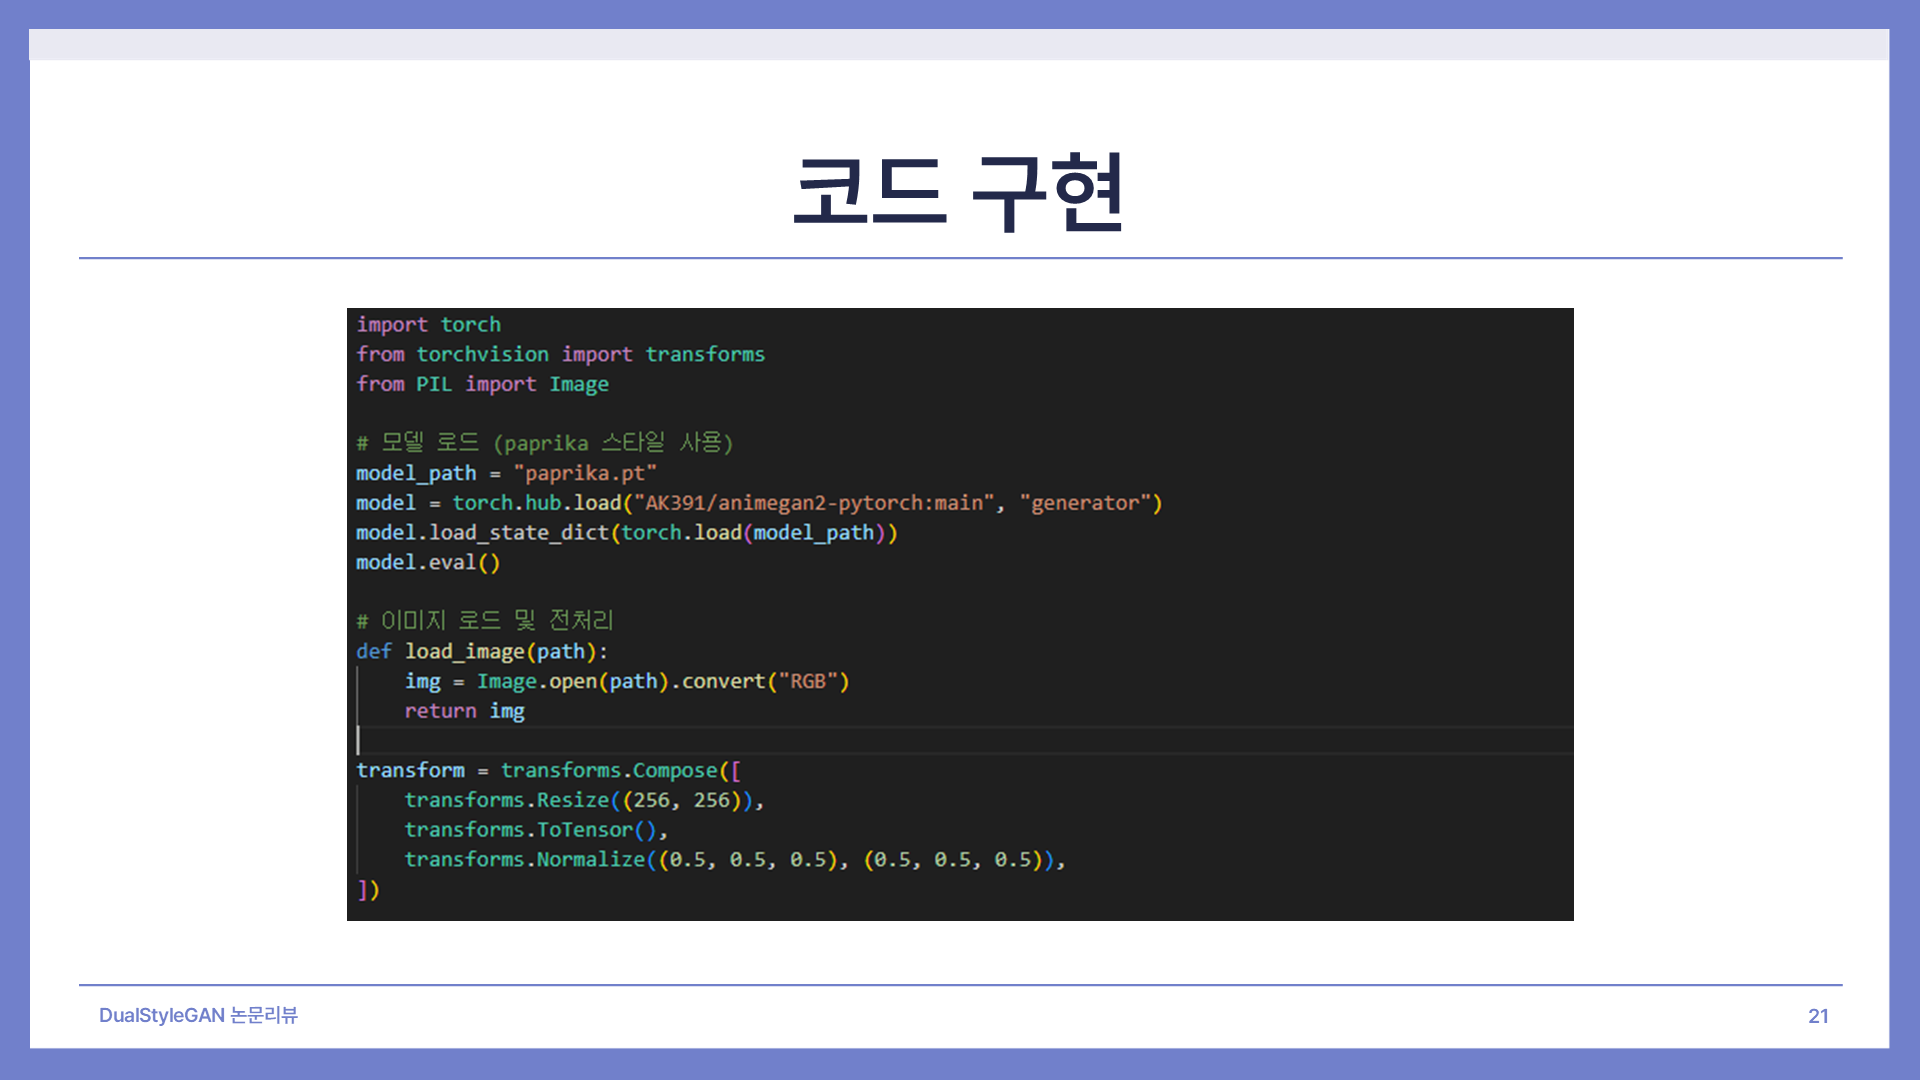 코드 구현
import torch
from torchvision import transforms
from PIL import Image
# 모델 로드 (paprika 스타일 사용)
model_path = "paprika.pt"
model = torch.hub.load("AK391/animegan2-pytorch:main", "generator")
model.load_state_dict(torch.load(model_path))
model.eval()
# 이미지 로드 및 전처리
def load_image(path):
    img = Image.open(path).convert("RGB")
    return img
transform = transforms.Compose([
    transforms.Resize((256, 256)),
    transforms.ToTensor(),
    transforms.Normalize((0.5, 0.5, 0.5), (0.5, 0.5, 0.5)),
])
DualStyleGAN 논문리뷰
21